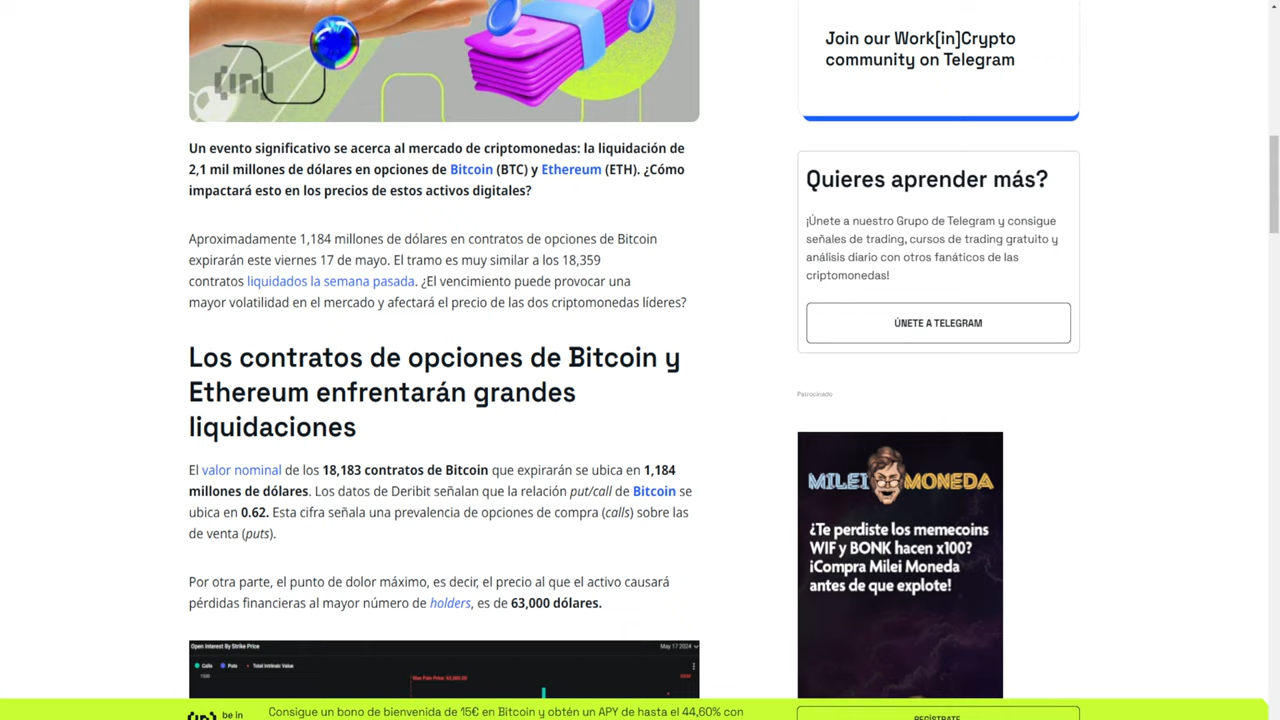 Join our Work[in]Crypto
community on Telegram
Un evento significativo se acerca al mercado de criptomonedas: la liquidación de
2,1 mil millones de dólares en opciones de Bitcoin (BTC) y Ethereum (ETH). ¿Cómo
impactará esto en los precios de estos activos digitales?
Aproximadamente 1,184 millones de dólares en contratos de opciones de Bitcoin
expirarán este viernes 17 de mayo. El tramo es muy similar a los 18,359
contratos liquidados la semana pasada. ¿El vencimiento puede provocar una
mayor volatilidad en el mercado y afectará el precio de las dos criptomonedas líderes?
Los contratos de opciones de Bitcoin y
Ethereum enfrentarán grandes
liquidaciones
El valor nominal de los 18,183 contratos de Bitcoin que expirarán se ubica en 1,184
millones de dólares. Los datos de Deribit señalan que la relación put/call de Bitcoin se
ubica en 0.62. Esta cifra señala una prevalencia de opciones de compra (calls) sobre las
de venta (puts).
Por otra parte, el punto de dolor máximo, es decir, el precio al que el activo causará
pérdidas financieras al mayor número de holders, es de 63,000 dólares.
Open Interest By Strike Price
May 17 2024
Calls Puts Total Intrinsic Value
1500
Max Pain Price: 63,000.00
Quieres aprender más?
¡Únete a nuestro Grupo de Telegram y consigue
señales de trading, cursos de trading gratuito y
análisis diario con otros fanáticos de las
criptomonedas!
ÚNETE A TELEGRAM
Patrocinado
MILEI MONEDA
¿Te perdiste los memecoins
WIF y BONK hacen x100?
¡Compra Milei Moneda
antes de que explote!
be in
Consigue un bono de bienvenida de 15€ en Bitcoin y obtén un APY de hasta el 44,60% con
REGÍSTRATE